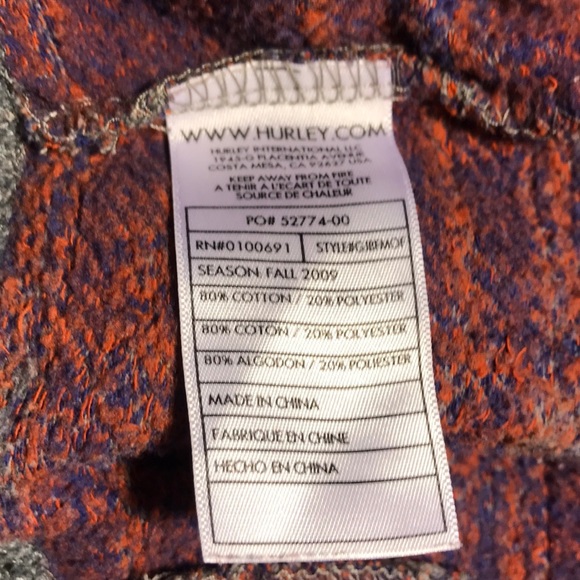 WWW.HURLEY.COM
HURLEY INTERNATIONAL LLC
1945-G PLACENTIA AVENUE
COSTA MESA, CA 92627 USA
KEEP AWAY FROM FIRE
A TENIR A L'ECART DE TOUTE
SOURCE DE CHALEUR
PO# 52774-00
RN#0100691 STYLE#GJBFMOF
SEASON: FALL 2009
80% COTTON / 20% POLYESTER
80% COTON / 20% POLYESTER
80% ALGODON / 20% POLIESTER
MADE IN CHINA
FABRIQUE EN CHINE
HECHO EN CHINA